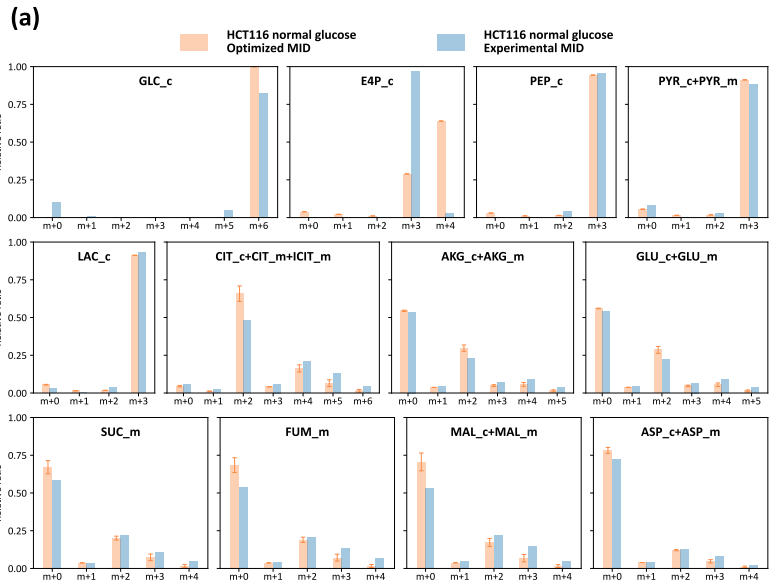 (a)
HCT116 normal glucose
Optimized MID
HCT116 normal glucose
Experimental MID
1.00
0.75
0.50
0.25
0.00
GLC_c
m+0 m+1 m+2 m+3 m+4 m+5 m+6
E4P_c
m+0 m+1 m+2 m+3 m+4
PEP_c
m+0 m+1 m+2 m+3
PYR_c+PYR_m
m+0 m+1 m+2 m+3
1.00
0.75
0.50
0.25
0.00
LAC_c
m+0 m+1 m+2 m+3
CIT_c+CIT_m+ICIT_m
m+0 m+1 m+2 m+3 m+4 m+5 m+6
AKG_c+AKG_m
m+0 m+1 m+2 m+3 m+4 m+5
GLU_c+GLU_m
m+0 m+1 m+2 m+3 m+4 m+5
1.00
0.75
0.50
0.25
0.00
SUC_m
m+0 m+1 m+2 m+3 m+4
FUM_m
m+0 m+1 m+2 m+3 m+4
MAL_c+MAL_m
m+0 m+1 m+2 m+3 m+4
ASP_c+ASP_m
m+0 m+1 m+2 m+3 m+4